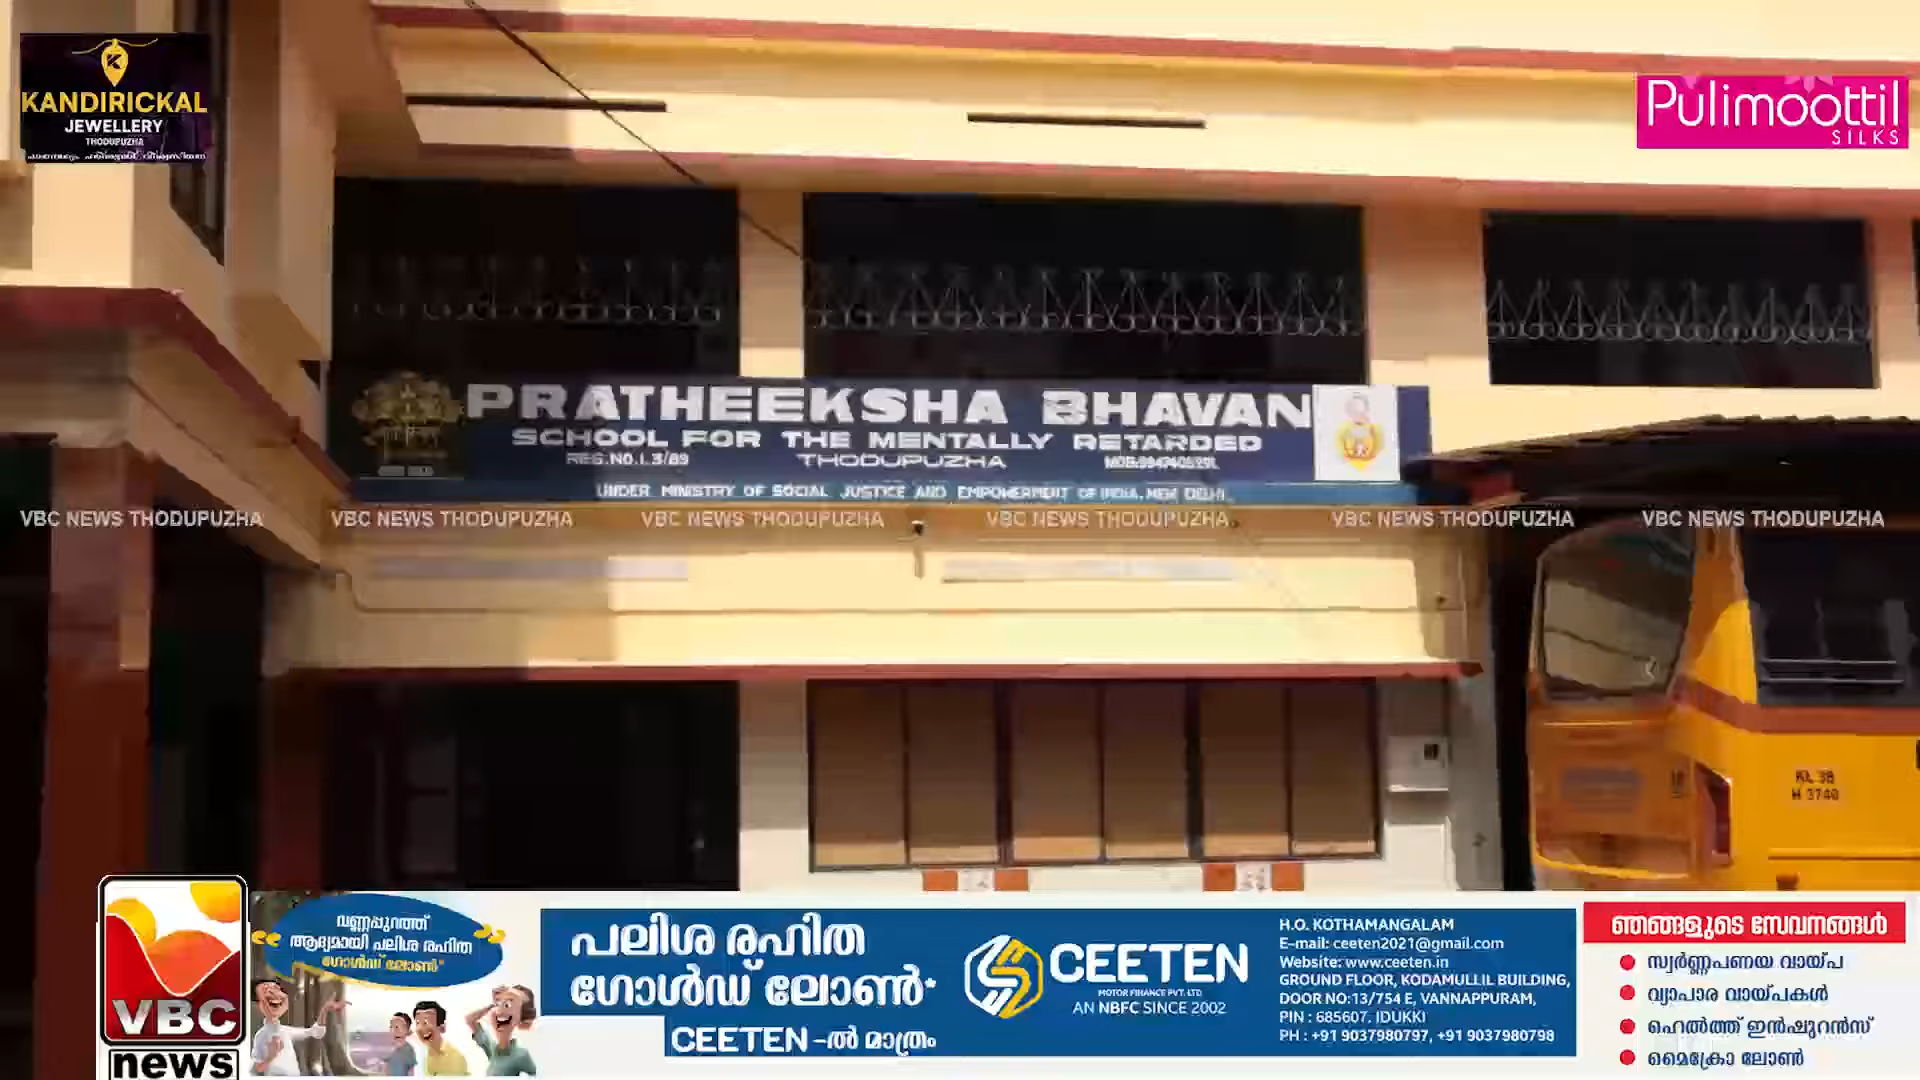 KANDIRICKAL
JEWELLERY
THODUPUZHA
Pulimoottil
SILKS
PRATHEEKSHA BHAVAN
SCHOOL FOR THE MENTALLY RETARDED
REG.NO.I.3/89 THODUPUZHA
UNDER MINISTRY OF SOCIAL JUSTICE AND EMPOWERMENT OF INDIA, NEW DELHI.
VBC NEWS THODUPUZHA VBC NEWS THODUPUZHA VBC NEWS THODUPUZHA VBC NEWS THODUPUZHA VBC NEWS THODUPUZHA VBC NEWS THODUPUZHA
KL 38
H 3740
VBC
news
വണ്ണപ്പുറത്ത്
ആദ്യമായി പലിശ രഹിത
ഗോൾഡ് ലോൺ*
പലിശ രഹിത
ഗോൾഡ് ലോൺ*
CEETEN -ൽ മാത്രം
CEETEN
MOTOR FINANCE PVT. LTD
AN NBFC SINCE 2002
H.O. KOTHAMANGALAM
E-mail: ceeten2021@gmail.com
Website: www.ceeten.in
GROUND FLOOR, KODAMULLIL BUILDING,
DOOR NO:13/754 E, VANNAPPURAM,
PIN : 685607, IDUKKI
PH : +91 9037980797, +91 9037980798
ഞങ്ങളുടെ സേവനങ്ങൾ
സ്വർണ്ണപണയ വായ്പ
വ്യാപാര വായ്പകൾ
ഹെൽത്ത് ഇൻഷുറൻസ്
മൈക്രോ ലോൺ